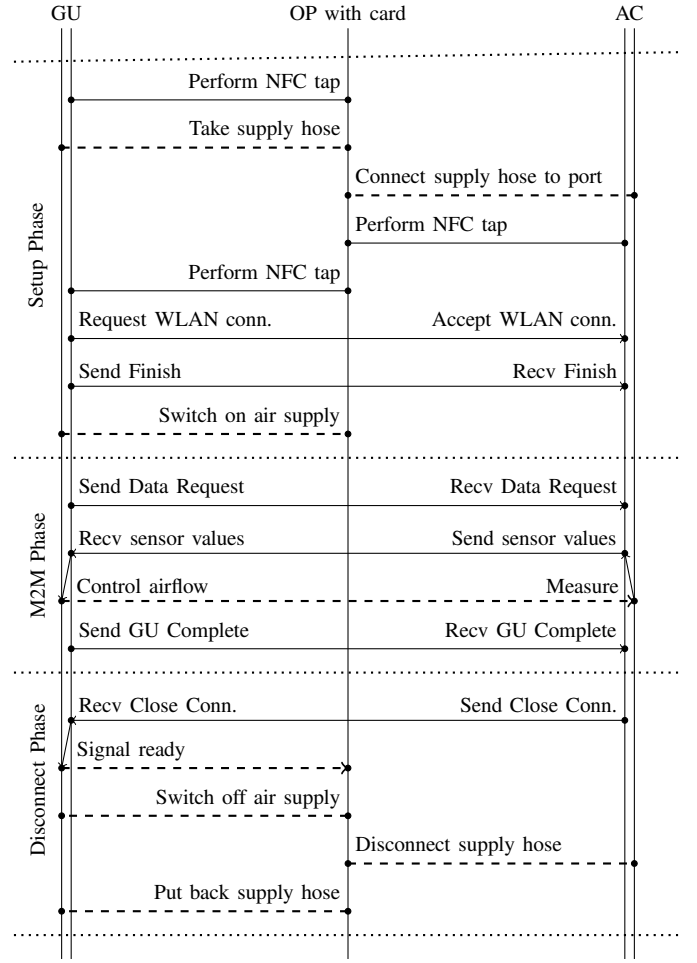 GU OP with card AC
Perform NFC tap
Take supply hose
Connect supply hose to port
Perform NFC tap
Perform NFC tap
Setup Phase
Request WLAN conn. Accept WLAN conn.
Send Finish Recv Finish
Switch on air supply
Send Data Request Recv Data Request
Recv sensor values Send sensor values
M2M Phase
Control airflow Measure
Send GU Complete Recv GU Complete
Recv Close Conn. Send Close Conn.
Signal ready
Disconnect Phase
Switch off air supply
Disconnect supply hose
Put back supply hose